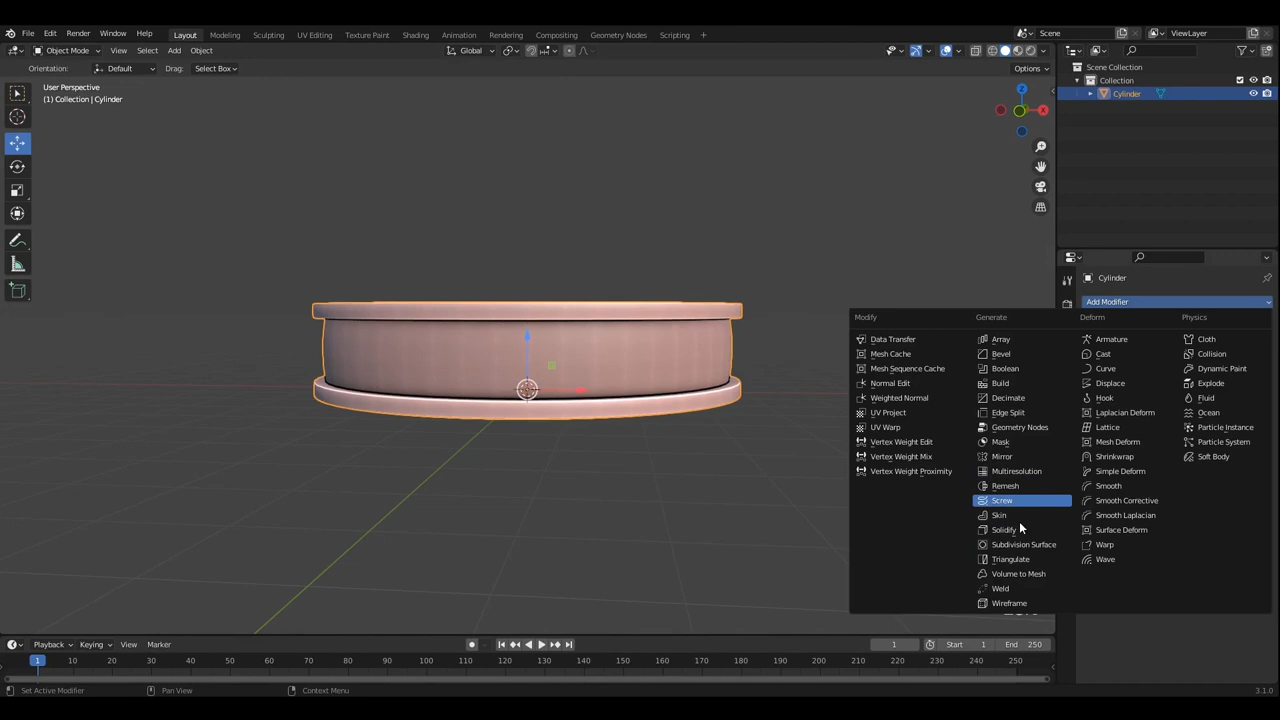 File Edit Render Window Help Layout Modeling Sculpting UV Editing Texture Paint Shading Animation Rendering Compositing Geometry Nodes Scripting Scene ViewLayer
Object Mode View Select Add Object Global
Orientation: Default Drag: Select Box Options
User Perspective
(1) Collection | Cylinder
Z
X
Scene Collection
Collection
Cylinder
Cylinder
Add Modifier
Modify
Data Transfer
Mesh Cache
Mesh Sequence Cache
Normal Edit
Weighted Normal
UV Project
UV Warp
Vertex Weight Edit
Vertex Weight Mix
Vertex Weight Proximity
Generate
Array
Bevel
Boolean
Build
Decimate
Edge Split
Geometry Nodes
Mask
Mirror
Multiresolution
Remesh
Screw
Skin
Solidify
Subdivision Surface
Triangulate
Volume to Mesh
Weld
Wireframe
Deform
Armature
Cast
Curve
Displace
Hook
Laplacian Deform
Lattice
Mesh Deform
Shrinkwrap
Simple Deform
Smooth
Smooth Corrective
Smooth Laplacian
Surface Deform
Warp
Wave
Physics
Cloth
Collision
Dynamic Paint
Explode
Fluid
Ocean
Particle Instance
Particle System
Soft Body
Playback Keying View Marker 1 Start 1 End 250
1 10 20 30 40 50 60 70 80 90 100 110 120 130 140 150 160 170 180 190 200 210 220 230 240 250
Set Active Modifier Pan View Context Menu 3.1.0